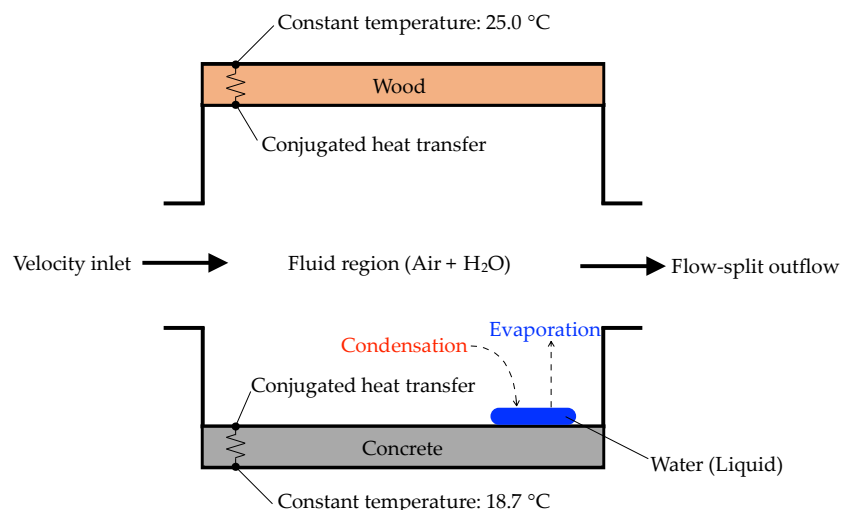 Constant temperature: 25.0 °C
Wood
Conjugated heat transfer
Velocity inlet
Fluid region (Air + H₂O)
Flow-split outflow
Evaporation
Condensation
Conjugated heat transfer
Concrete
Water (Liquid)
Constant temperature: 18.7 °C